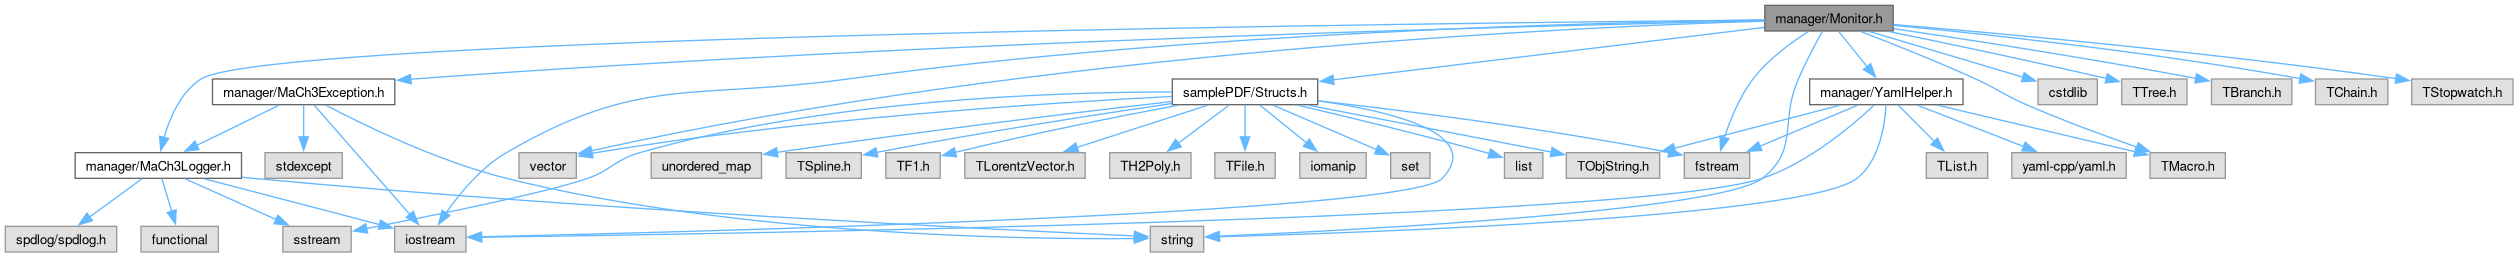 manager/Monitor.h
manager/MaCh3Exception.h
samplePDF/Structs.h
manager/YamlHelper.h
cstdlib
TTree.h
TBranch.h
TChain.h
TStopwatch.h
manager/MaCh3Logger.h
stdexcept
vector
unordered_map
TSpline.h
TF1.h
TLorentzVector.h
TH2Poly.h
TFile.h
iomanip
set
list
TObjString.h
fstream
TList.h
yaml-cpp/yaml.h
TMacro.h
spdlog/spdlog.h
functional
sstream
iostream
string